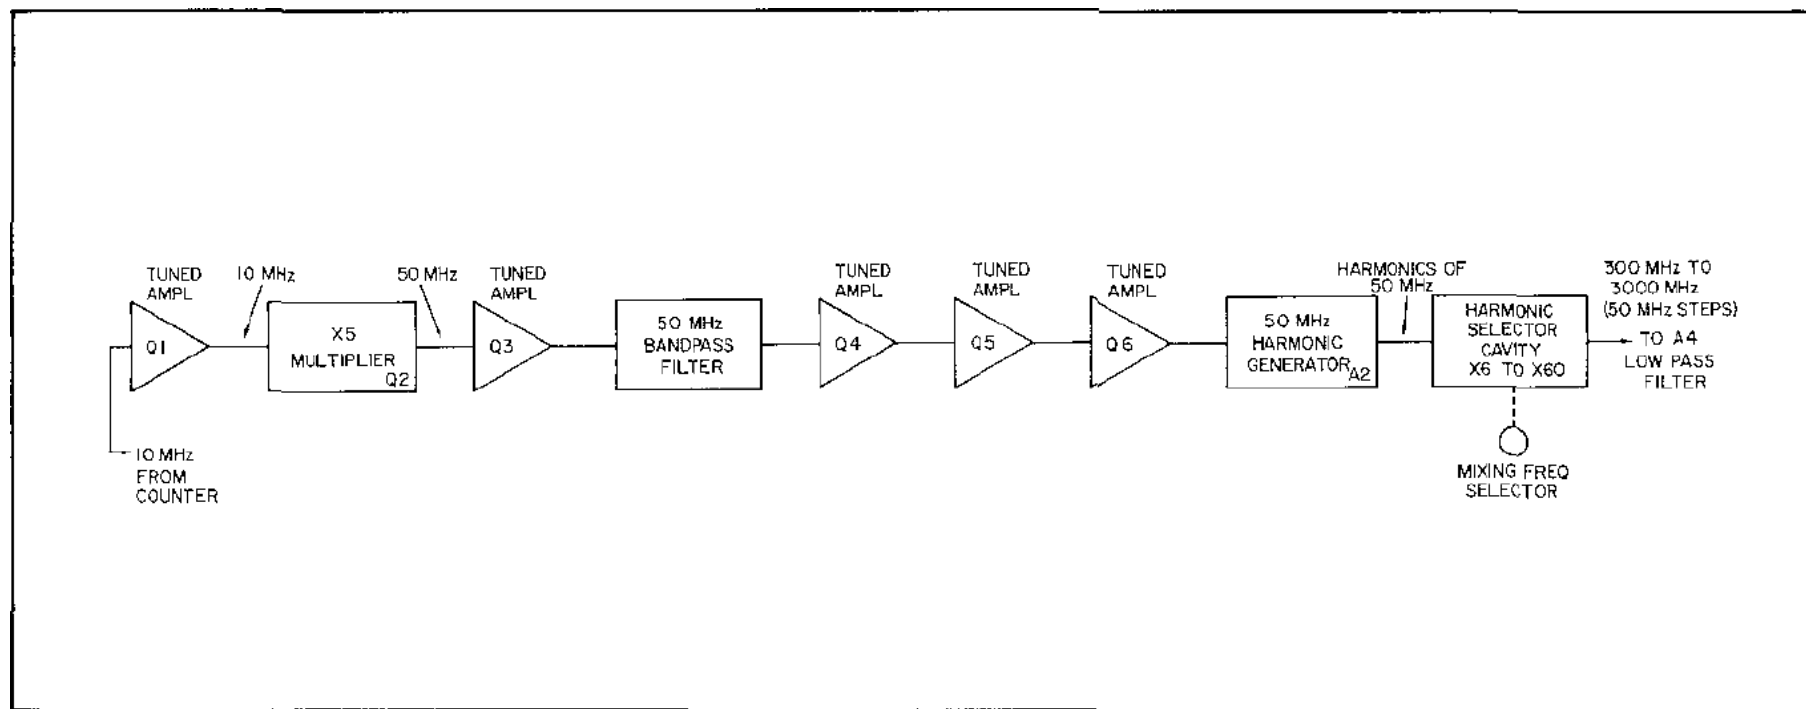 TUNED
AMPL
Q1
10 MHz
FROM
COUNTER
10 MHz
X5
MULTIPLIER
Q2
50 MHz
TUNED
AMPL
Q3
50 MHz
BANDPASS
FILTER
TUNED
AMPL
Q4
TUNED
AMPL
Q5
TUNED
AMPL
Q6
50 MHz
HARMONIC
GENERATOR
A2
HARMONICS OF
50 MHz
HARMONIC
SELECTOR
CAVITY
X6 TO X60
MIXING FREQ
SELECTOR
300 MHz TO
3000 MHz
(50 MHz STEPS)
TO A4
LOW PASS
FILTER